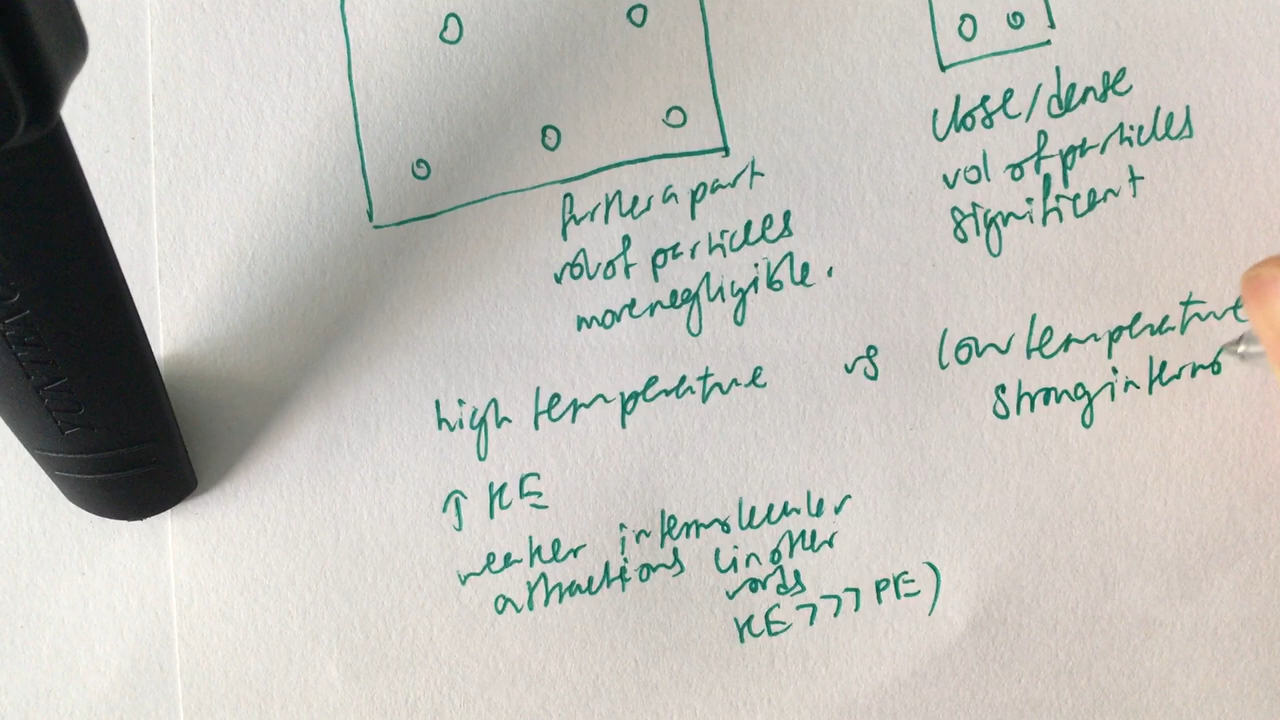 further apart
vol of particles
more negligible.
close/dense
vol of particles
significant
high temperature vs low temperature
strong intermo
↑ KE
weaker intermolecular
attractions (in other
words
KE >>> PE)